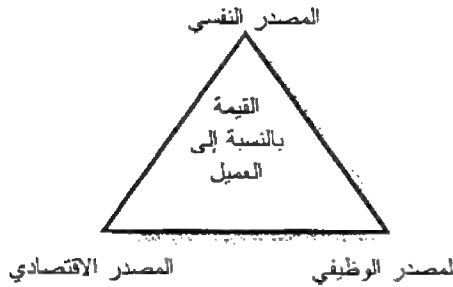 المصدر النفسي
القيمة
بالنسبة إلى
العميل
لمصدر الوظيفي
المصدر الاقتصادي